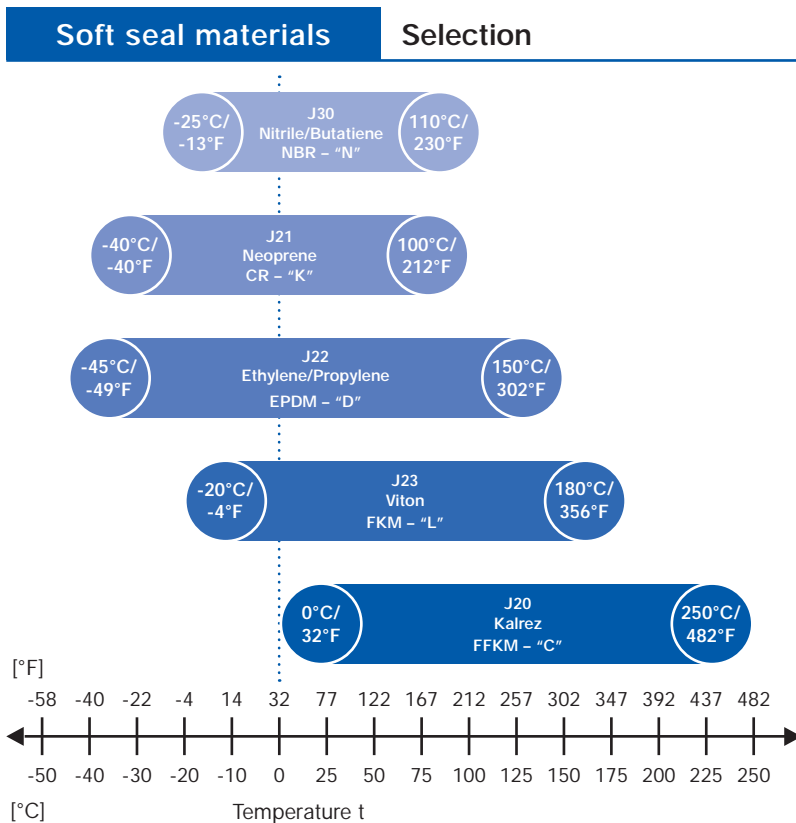 Soft seal materials Selection
-25°C/
-13°F
J30
Nitrile/Butatiene
NBR – “N”
110°C/
230°F
-40°C/
-40°F
J21
Neoprene
CR – “K”
100°C/
212°F
-45°C/
-49°F
J22
Ethylene/Propylene
EPDM – “D”
150°C/
302°F
-20°C/
-4°F
J23
Viton
FKM – “L”
180°C/
356°F
0°C/
32°F
J20
Kalrez
FFKM – “C”
250°C/
482°F
[°F]
-58 -40 -22 -4 14 32 77 122 167 212 257 302 347 392 437 482
-50 -40 -30 -20 -10 0 25 50 75 100 125 150 175 200 225 250
[°C] Temperature t